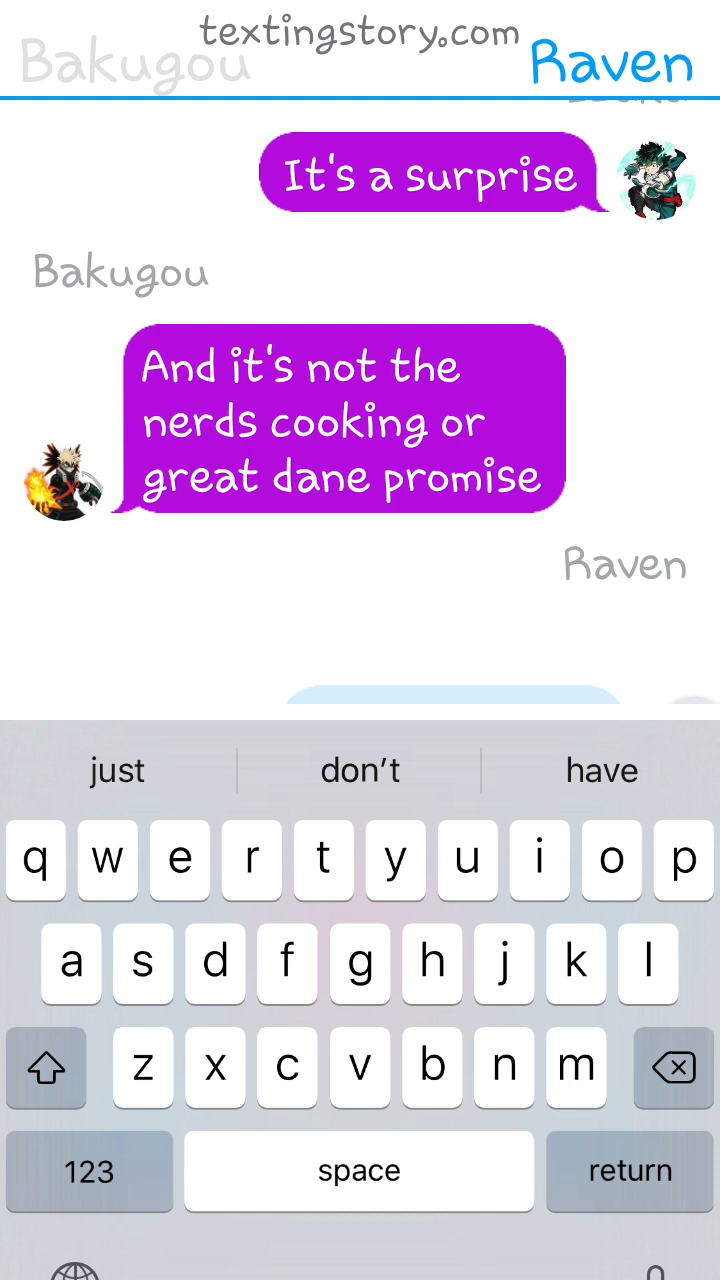 textingstory.com
Bakugou
Raven
It's a surprise
Bakugou
And it's not the
nerds cooking or
great dane promise
Raven
just don't have
q w e r t y u i o p
a s d f g h j k l
z x c v b n m
123 space return